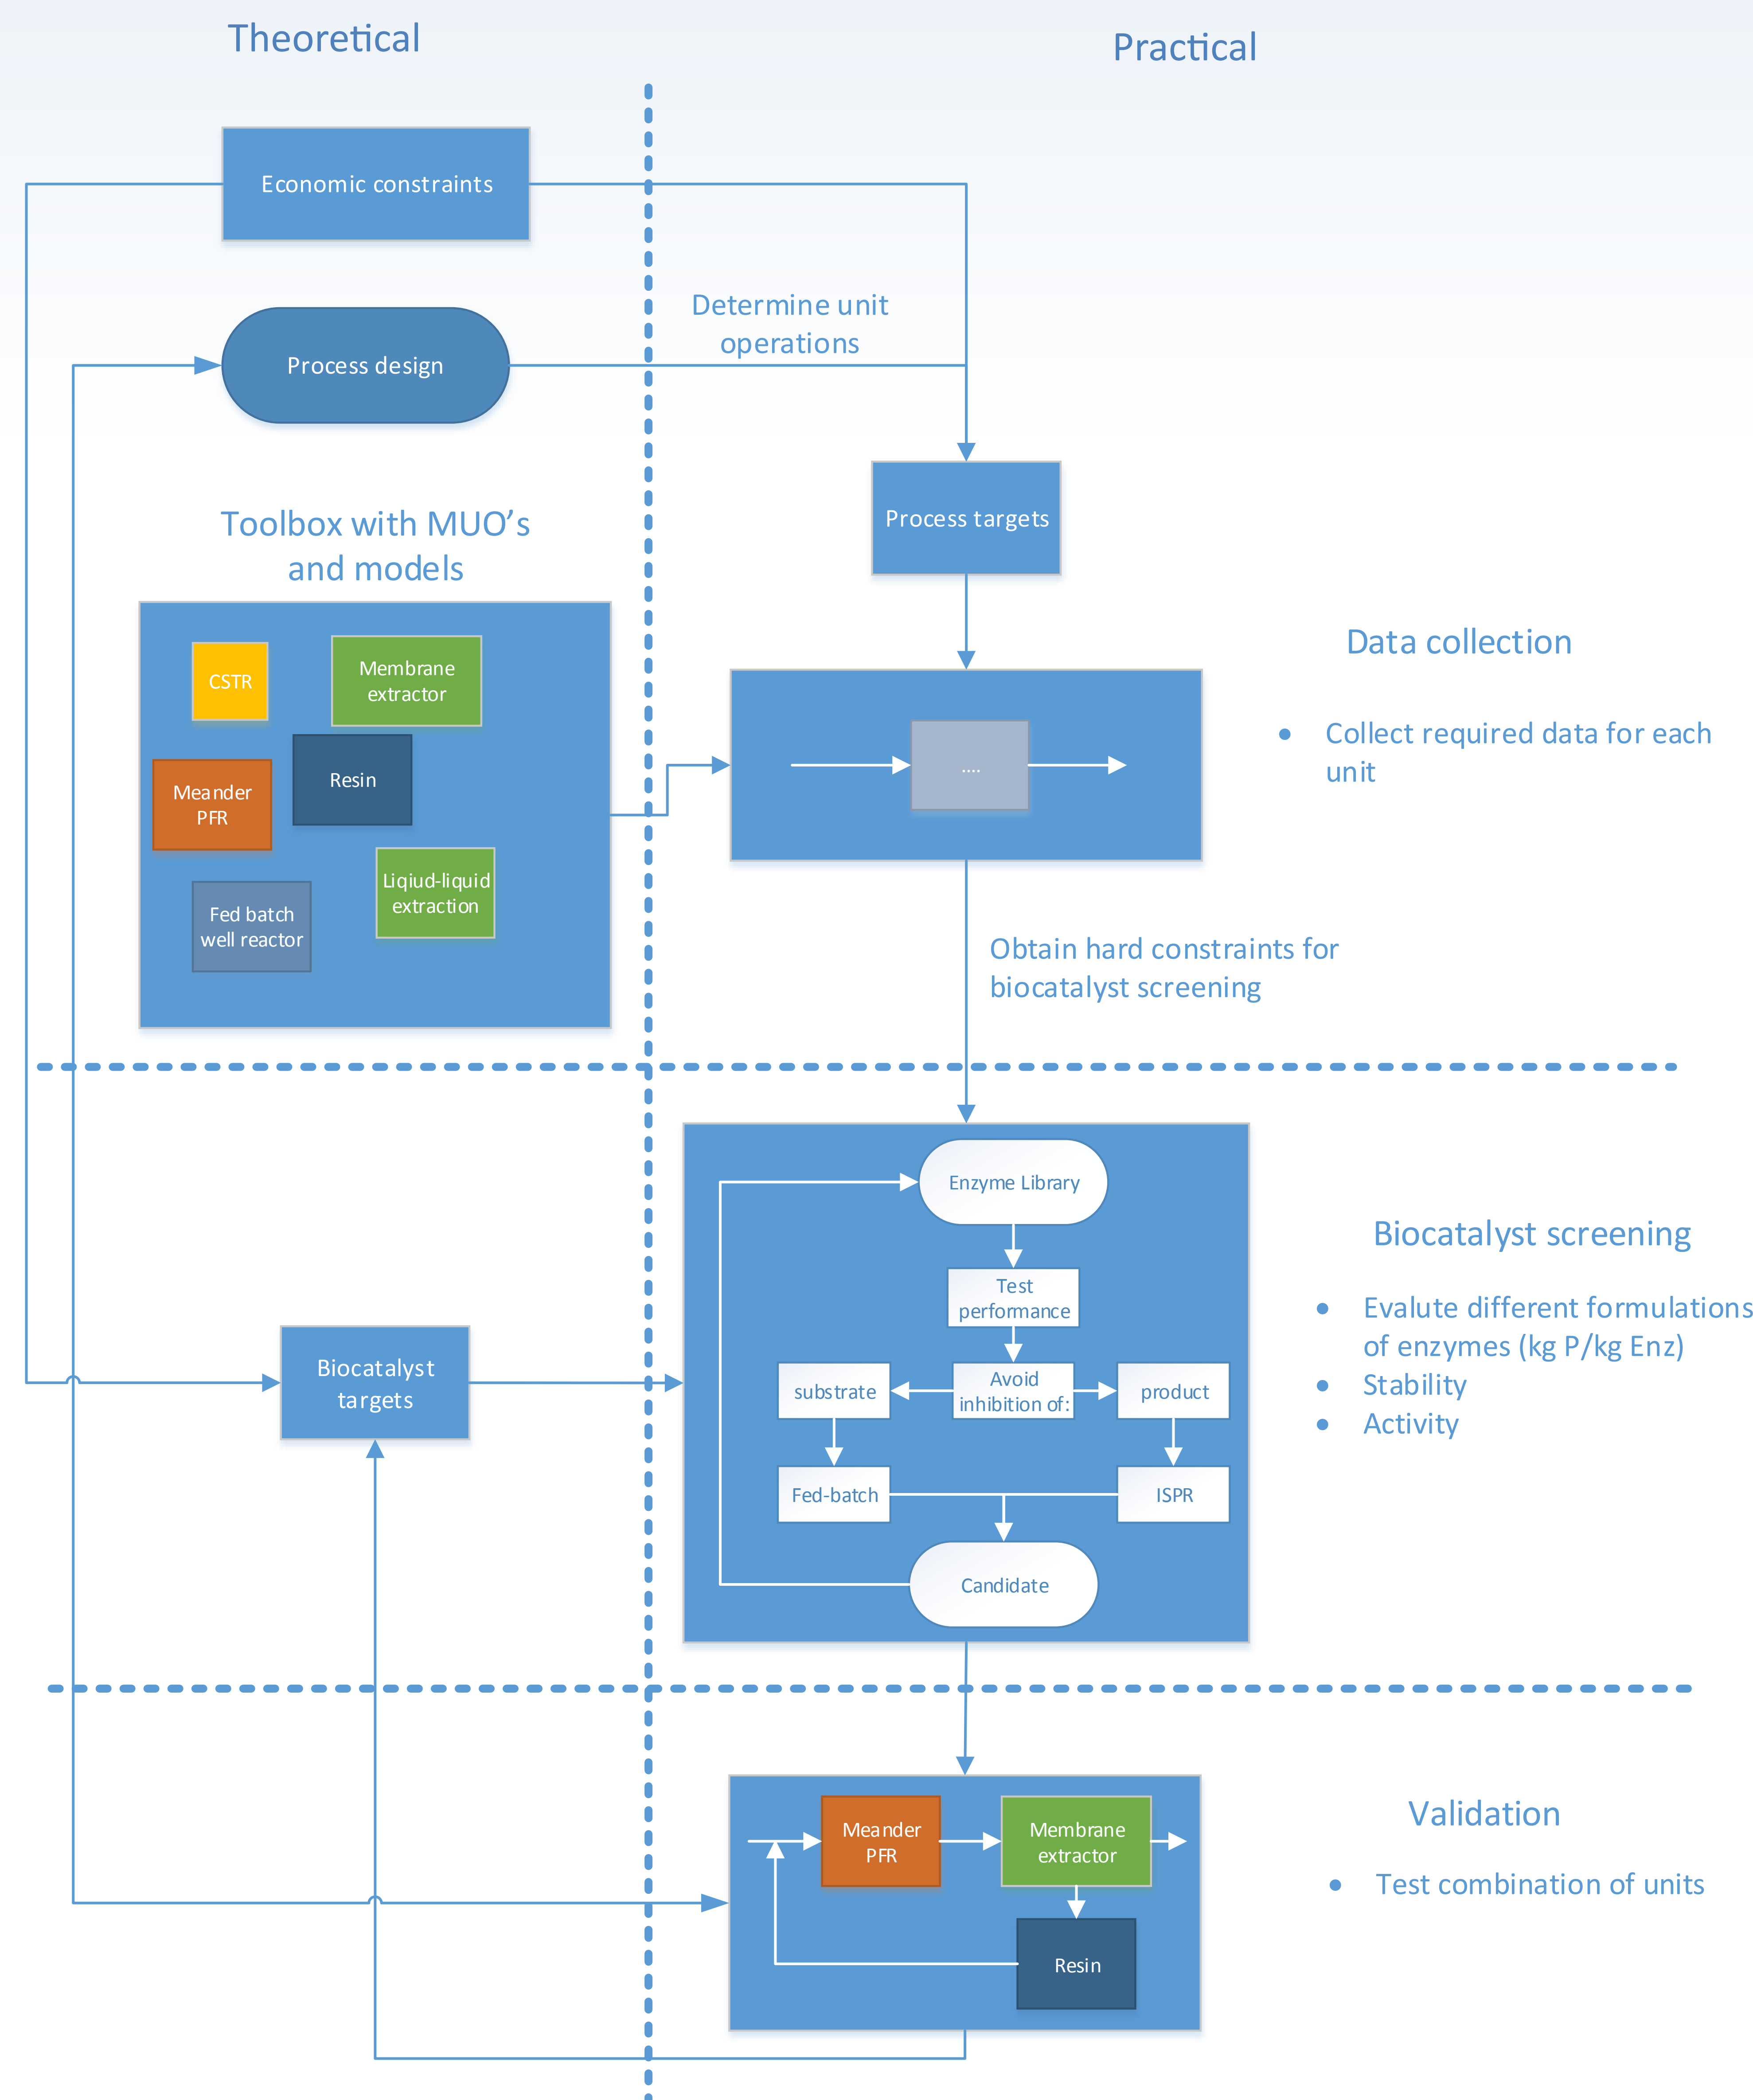 Theoretical
Practical
Economic constraints
Determine unit
operations
Process design
Process targets
Toolbox with MUO’s
and models
CSTR
Membrane
extractor
Resin
Meander
PFR
Liqiud-liquid
extraction
Fed batch
well reactor
....
Data collection
• Collect required data for each
unit
Obtain hard constraints for
biocatalyst screening
Enzyme Library
Test
performance
Avoid
inhibition of:
substrate
product
Fed-batch
ISPR
Candidate
Biocatalyst
targets
Biocatalyst screening
• Evalute different formulations
of enzymes (kg P/kg Enz)
• Stability
• Activity
Meander
PFR
Membrane
extractor
Resin
Validation
• Test combination of units